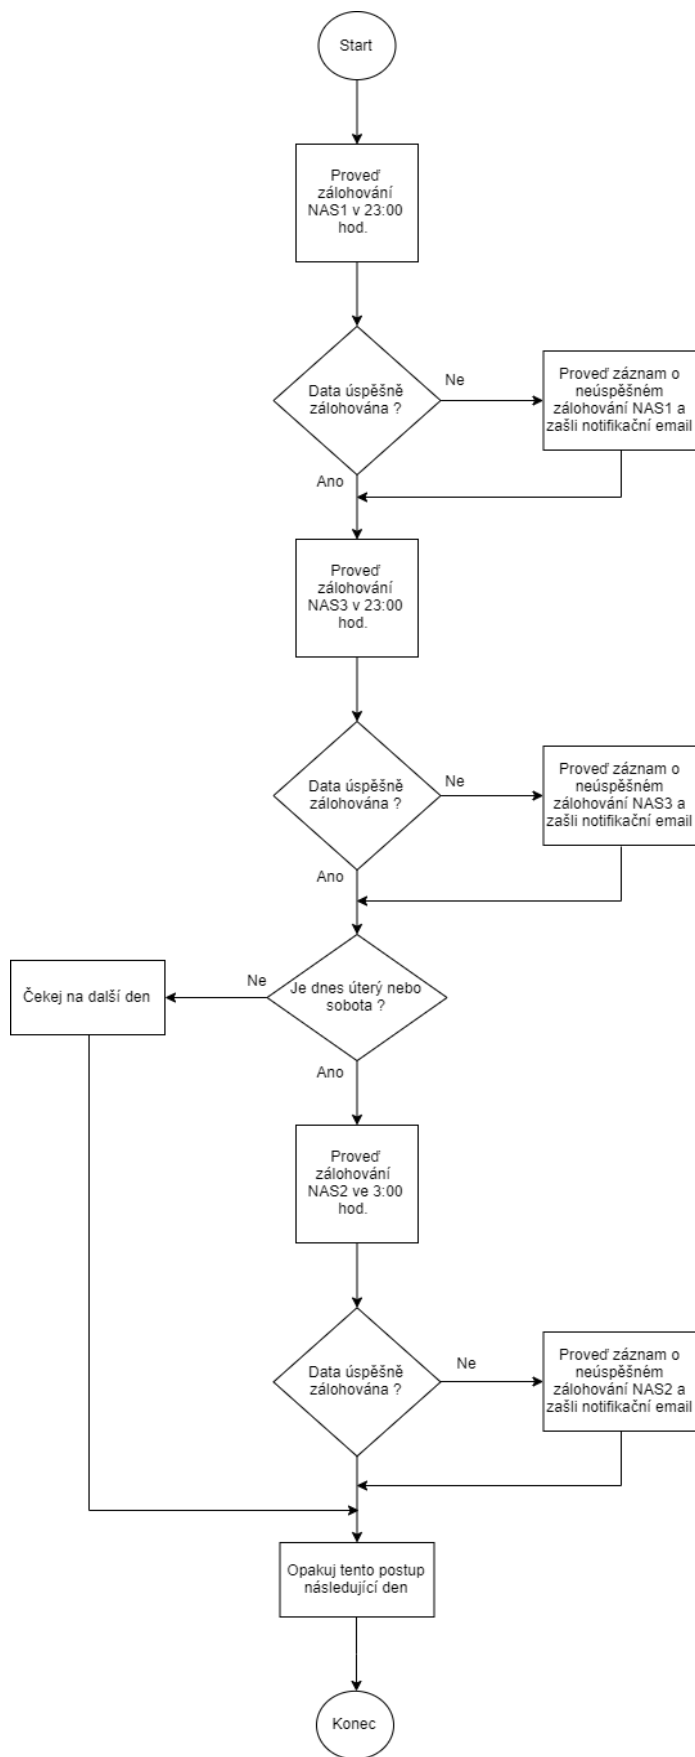 Start
Proveď
zálohování
NAS1 v 23:00
hod.
Data úspěšně
zálohována ?
Ne
Proveď záznam o
neúspěšném
zálohování NAS1 a
zašli notifikační email
Ano
Proveď
zálohování
NAS3 v 23:00
hod.
Data úspěšně
zálohována ?
Ne
Proveď záznam o
neúspěšném
zálohování NAS3 a
zašli notifikační email
Ano
Je dnes úterý nebo
sobota ?
Ne
Čekej na další den
Ano
Proveď
zálohování
NAS2 ve 3:00
hod.
Data úspěšně
zálohována ?
Ne
Proveď záznam o
neúspěšném
zálohování NAS2 a
zašli notifikační email
Opakuj tento postup
následující den
Konec